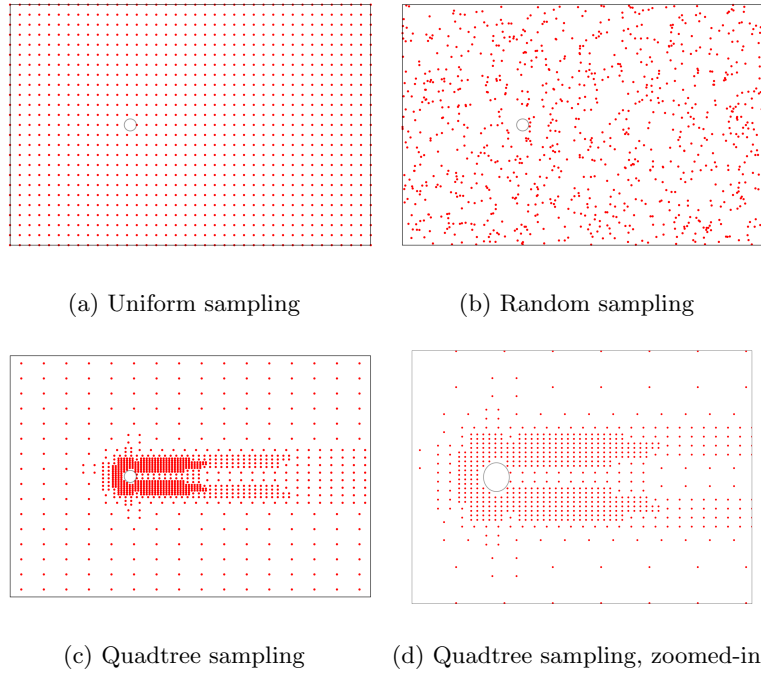 (a) Uniform sampling
(b) Random sampling
(c) Quadtree sampling
(d) Quadtree sampling, zoomed-in